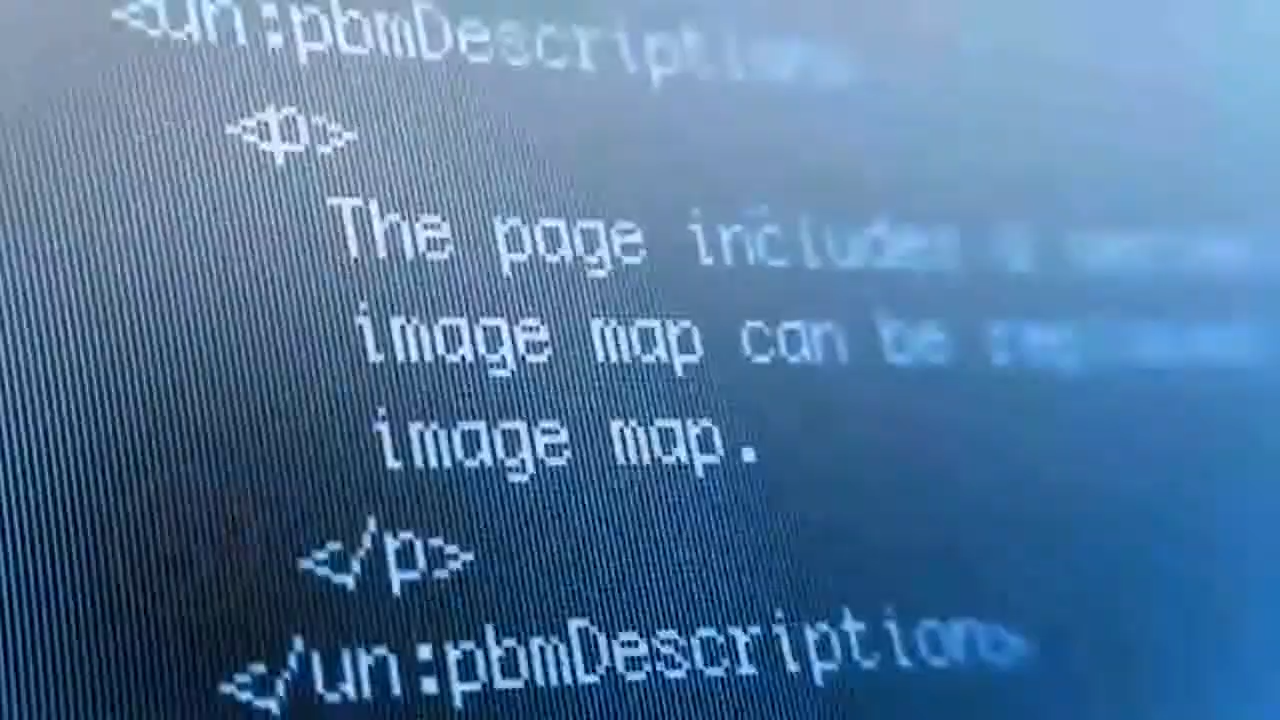 <un:pbmDescription>
<p>
The page includes a
image map can be
image map.
</p>
</un:pbmDescription>